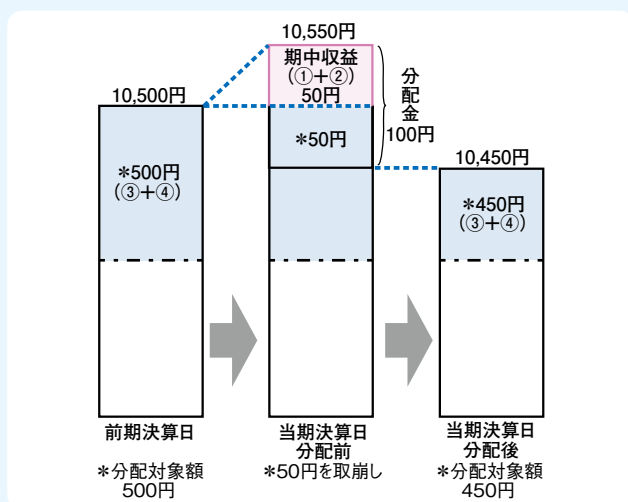 10,550円
期中収益
(①＋②)
50円
分配金
100円
10,500円
＊50円
10,450円
＊500円
(③＋④)
＊450円
(③＋④)
前期決算日
当期決算日
分配前
当期決算日
分配後
＊分配対象額
500円
＊50円を取崩し
＊分配対象額
450円